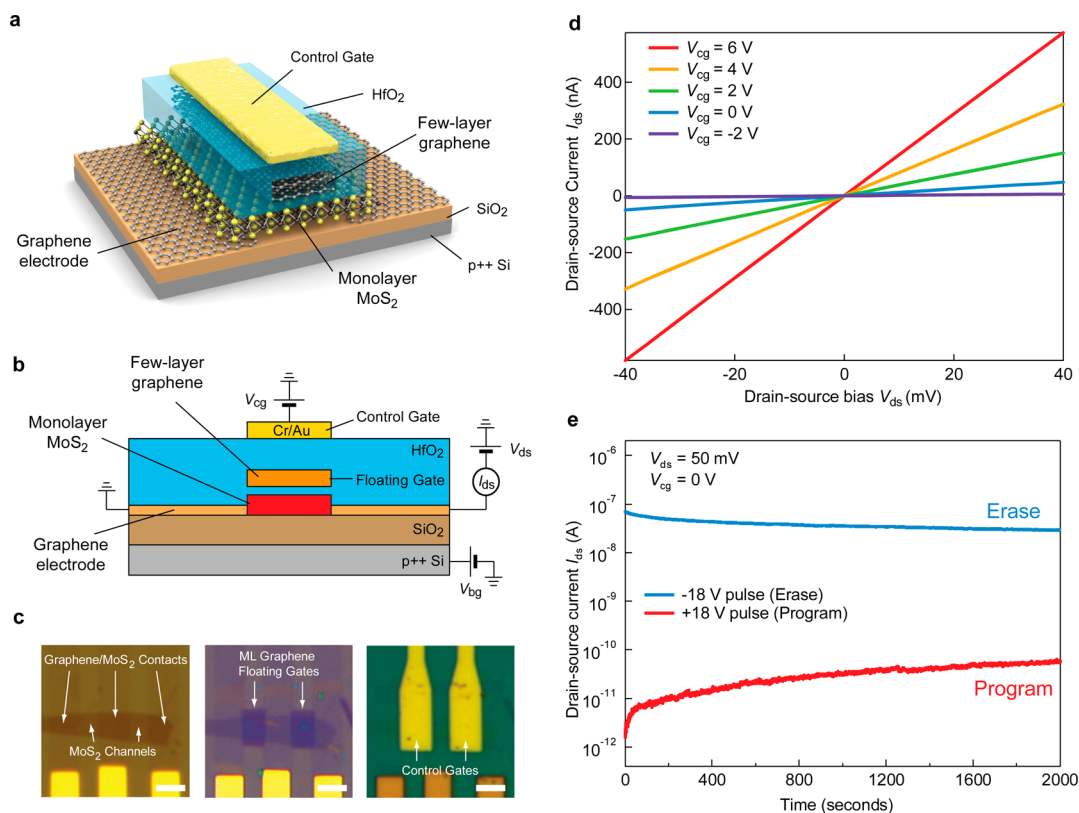 a
Control Gate
HfO2
Few-layer
graphene
SiO2
p++ Si
Graphene
electrode
Monolayer
MoS2
b
Few-layer
graphene
Vcg
Control Gate
Cr/Au
Monolayer
MoS2
HfO2
Vds
Floating Gate
Ids
SiO2
Graphene
electrode
p++ Si
Vbg
c
Graphene/MoS2 Contacts
MoS2 Channels
ML Graphene
Floating Gates
Control Gates
d
Drain-source Current Ids (nA)
400
200
0
-200
-400
Vcg = 6 V
Vcg = 4 V
Vcg = 2 V
Vcg = 0 V
Vcg = -2 V
-40
-20
0
20
40
Drain-source bias Vds (mV)
e
Drain-source current Ids (A)
10-6
10-7
10-8
10-9
10-10
10-11
10-12
Vds = 50 mV
Vcg = 0 V
Erase
-18 V pulse (Erase)
+18 V pulse (Program)
Program
0
400
800
1200
1600
2000
Time (seconds)